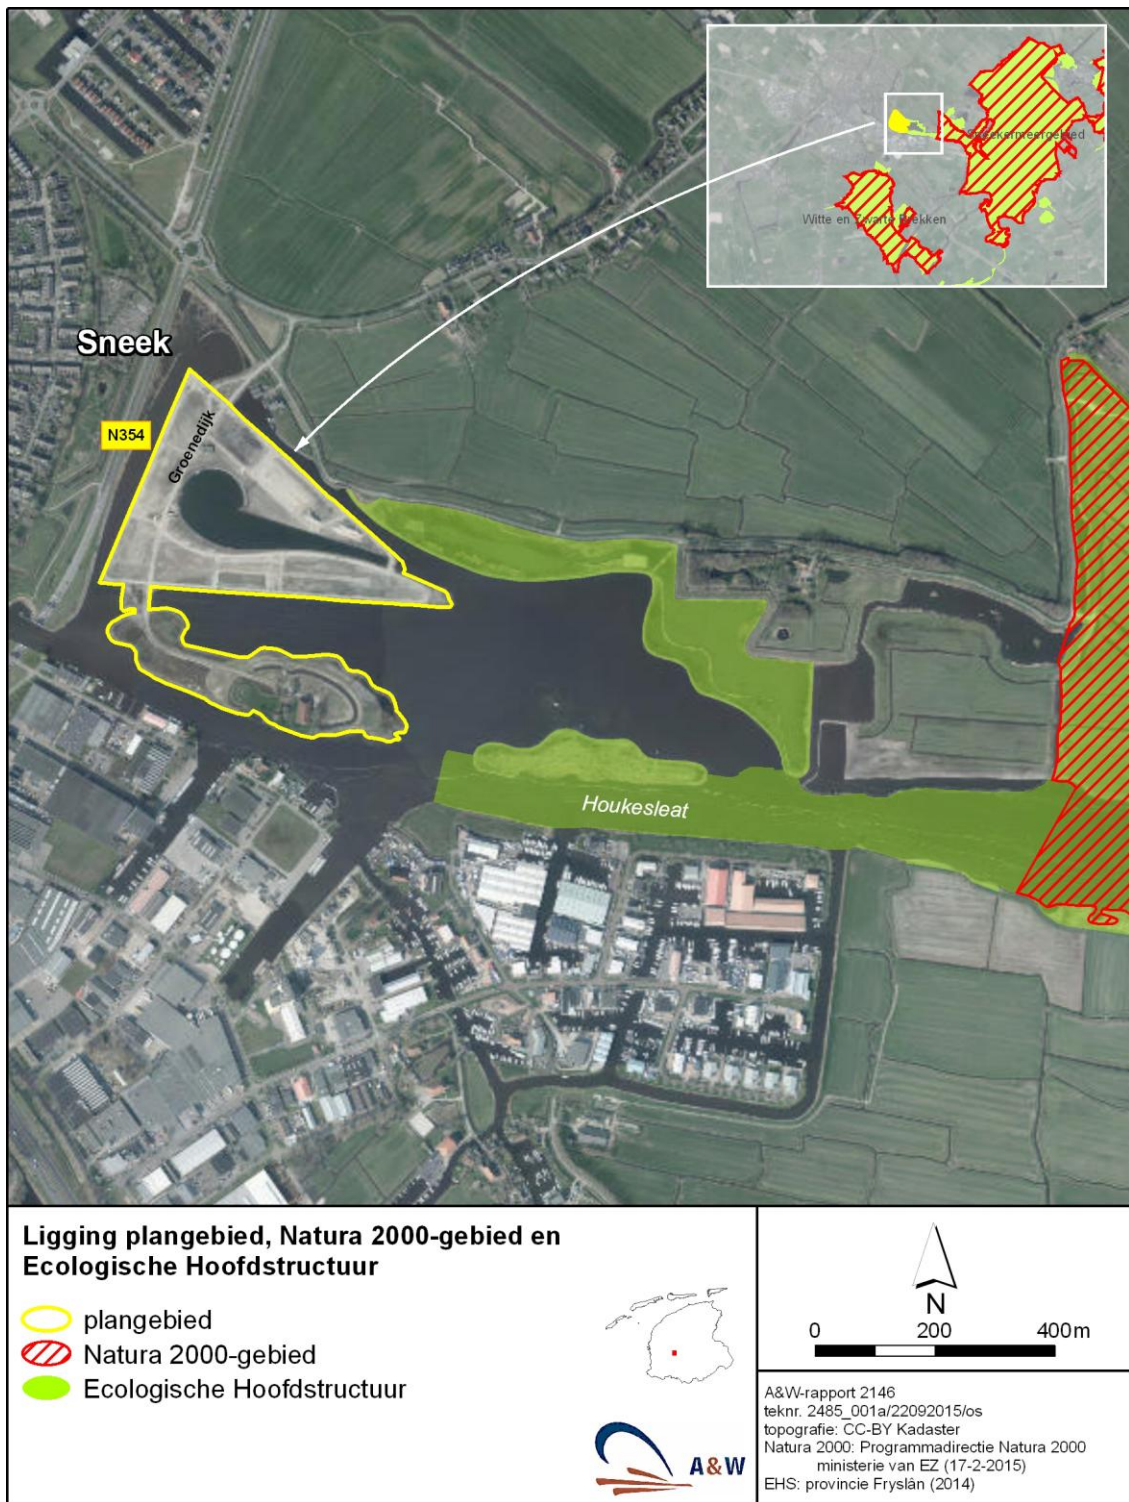 Sneekermeergebied
Witte en Zwarte Brekken
Sneek
N354
Groenedijk
Houkesleat
Ligging plangebied, Natura 2000-gebied en
Ecologische Hoofdstructuur
plangebied
Natura 2000-gebied
Ecologische Hoofdstructuur
A&W
N
0 200 400m
A&W-rapport 2146
teknr. 2485_001a/22092015/os
topografie: CC-BY Kadaster
Natura 2000: Programmadirectie Natura 2000
ministerie van EZ (17-2-2015)
EHS: provincie Fryslân (2014)